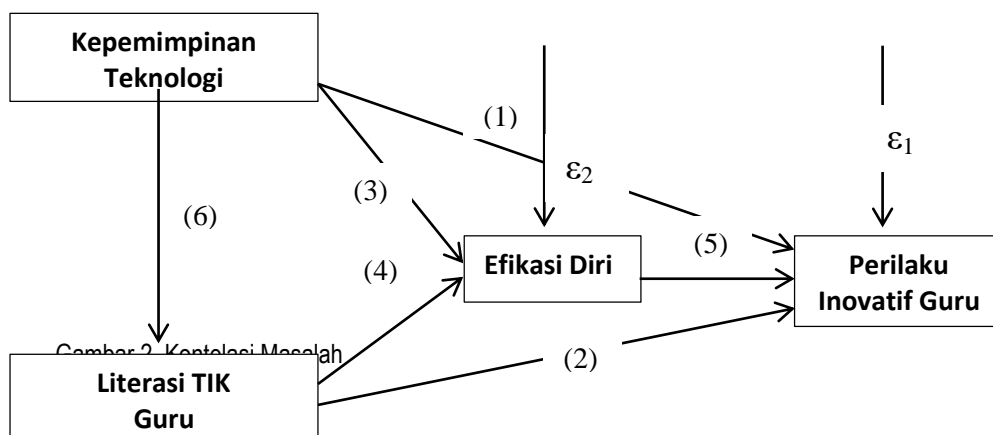 Kepemimpinan
Teknologi
(1)
ε1
ε2
(3)
(6)
(5)
Efikasi Diri
Perilaku
Inovatif Guru
(4)
Gambar 2. Kontelasi Masalah
(2)
Literasi TIK
Guru